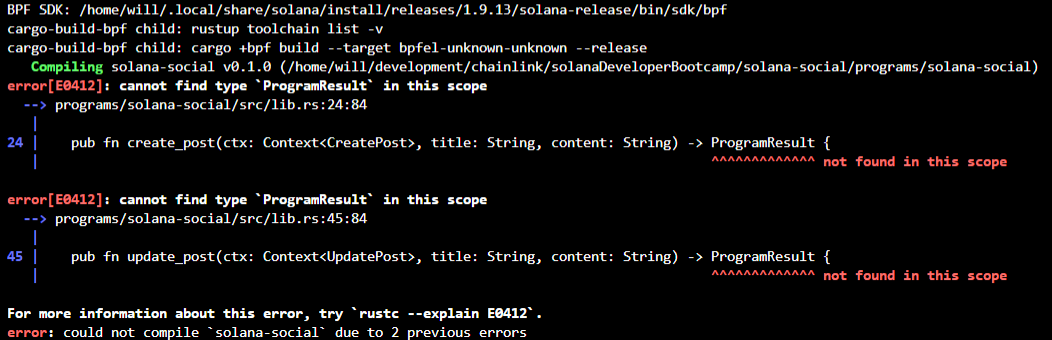 BPF SDK: /home/will/.local/share/solana/install/releases/1.9.13/solana-release/bin/sdk/bpf
cargo-build-bpf child: rustup toolchain list -v
cargo-build-bpf child: cargo +bpf build --target bpfel-unknown-unknown --release
   Compiling solana-social v0.1.0 (/home/will/development/chainlink/solanaDeveloperBootcamp/solana-social/programs/solana-social)
error[E0412]: cannot find type `ProgramResult` in this scope
  --> programs/solana-social/src/lib.rs:24:84
   |
24 |    pub fn create_post(ctx: Context<CreatePost>, title: String, content: String) -> ProgramResult {
   |                                                                                    ^^^^^^^^^^^^^ not found in this scope
error[E0412]: cannot find type `ProgramResult` in this scope
  --> programs/solana-social/src/lib.rs:45:84
   |
45 |    pub fn update_post(ctx: Context<UpdatePost>, title: String, content: String) -> ProgramResult {
   |                                                                                    ^^^^^^^^^^^^^ not found in this scope
For more information about this error, try `rustc --explain E0412`.
error: could not compile `solana-social` due to 2 previous errors